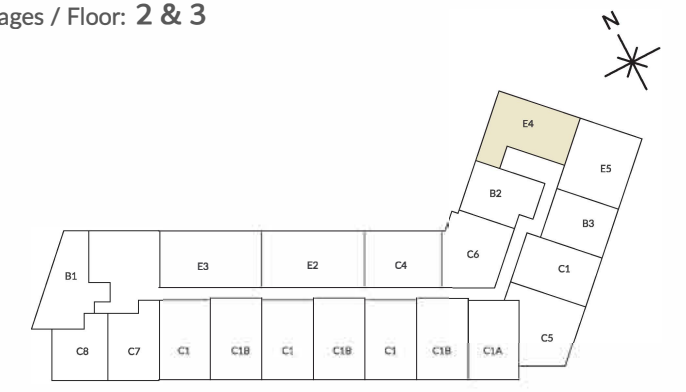 ages / Floor: 2 & 3
N
E4
E5
B2
B3
C6
C1
E3
E2
C4
B1
C5
C8
C7
C1
C1B
C1
C1B
C1
C1B
C1A